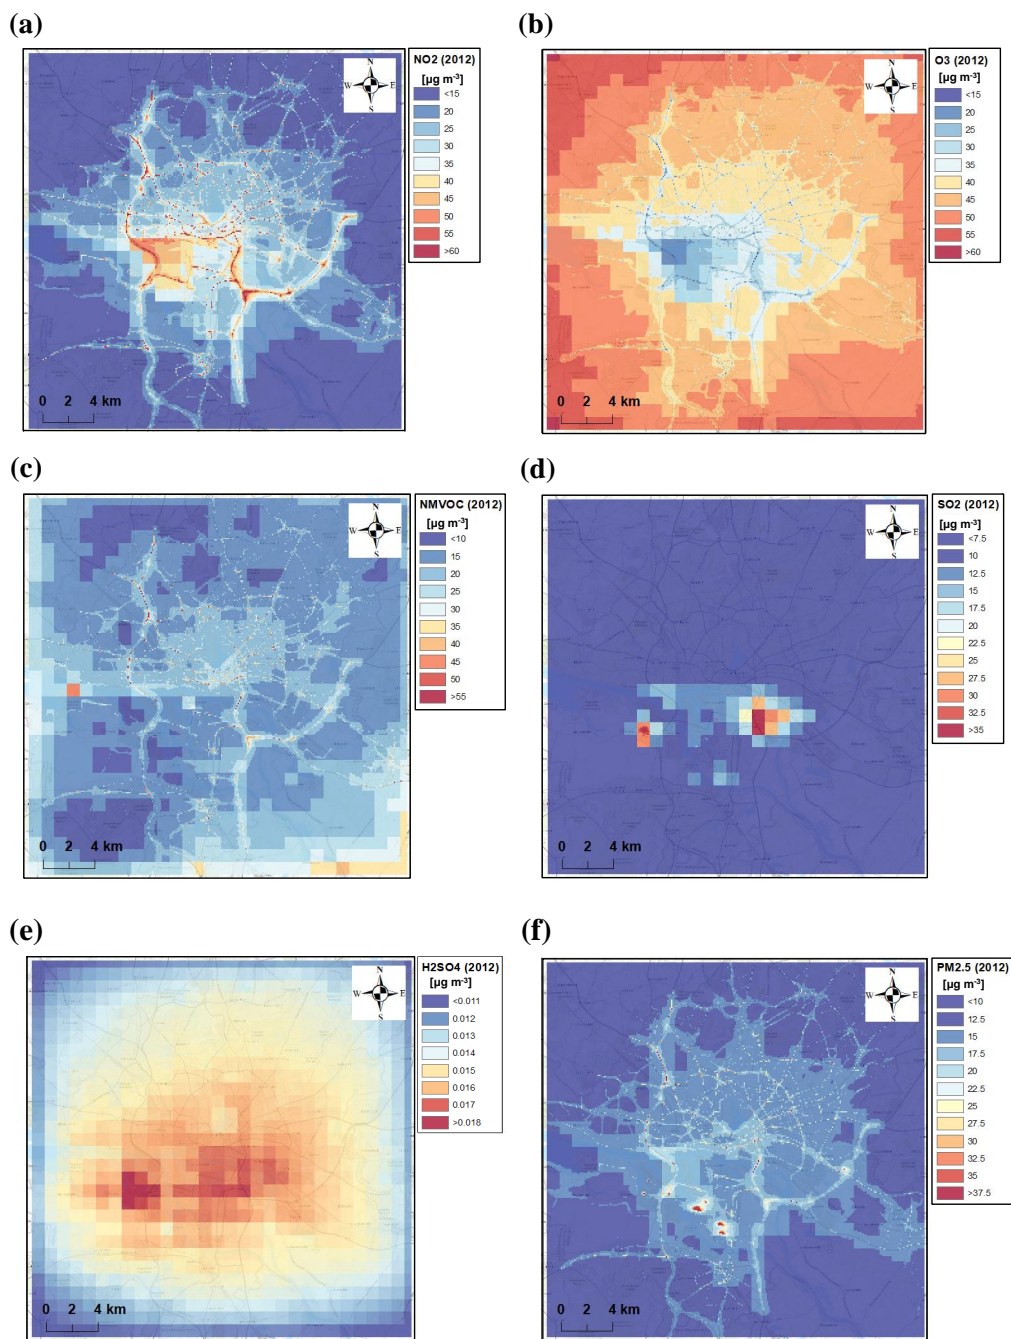 (a)
NO2 (2012)
[µg m-3]
<15
20
25
30
35
40
45
50
55
>60
N
W E
S
0 2 4 km
(b)
O3 (2012)
[µg m-3]
<15
20
25
30
35
40
45
50
55
>60
N
W E
S
0 2 4 km
(c)
NMVOC (2012)
[µg m-3]
<10
15
20
25
30
35
40
45
50
>55
N
W E
S
0 2 4 km
(d)
SO2 (2012)
[µg m-3]
<7.5
10
12.5
15
17.5
20
22.5
25
27.5
30
32.5
>35
N
W E
S
0 2 4 km
(e)
H2SO4 (2012)
[µg m-3]
<0.011
0.012
0.013
0.014
0.015
0.016
0.017
>0.018
N
W E
S
0 2 4 km
(f)
PM2.5 (2012)
[µg m-3]
<10
12.5
15
17.5
20
22.5
25
27.5
30
32.5
35
>37.5
N
W E
S
0 2 4 km